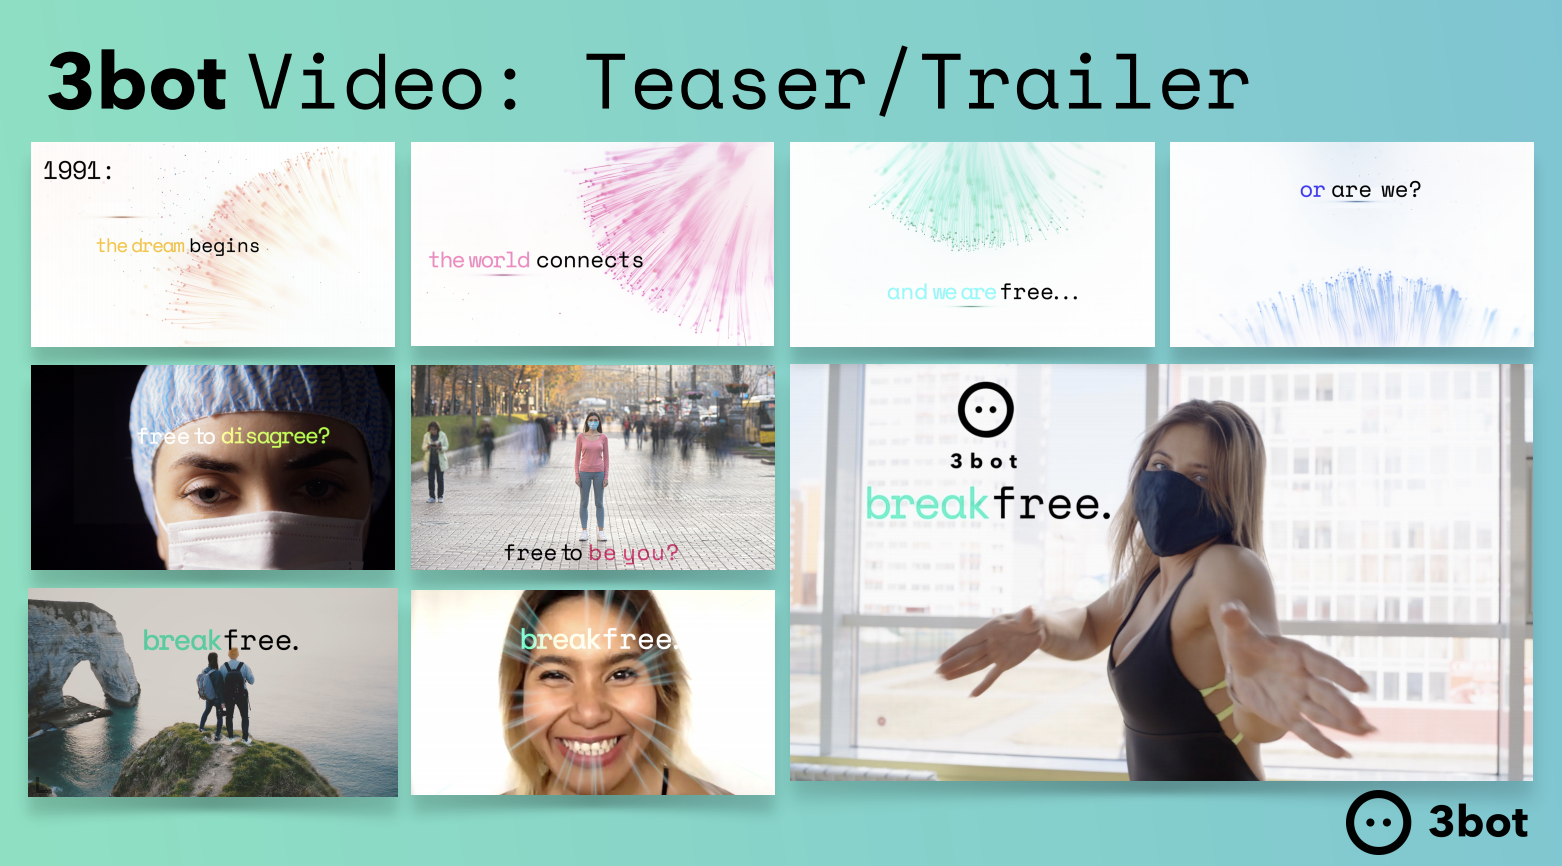 3bot Video: Teaser/Trailer
1991:
the dream begins
the world connects
and we are free...
or are we?
free to disagree?
free to be you?
3bot
breakfree.
breakfree.
breakfree.
3bot